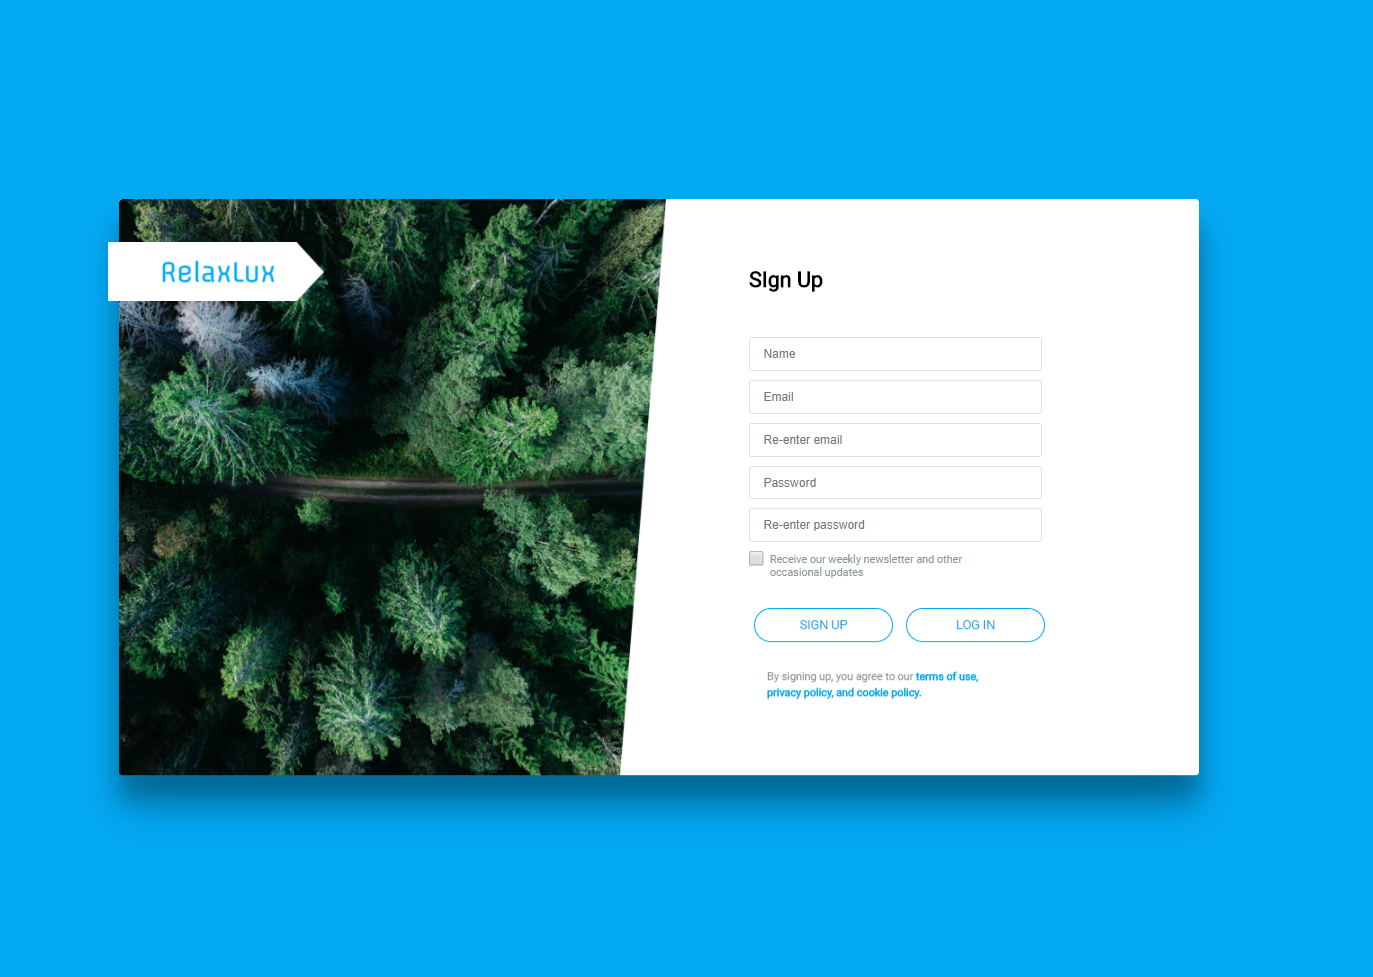 RelaxLux
Sign Up
Name
Email
Re-enter email
Password
Re-enter password
Receive our weekly newsletter and other
occasional updates
SIGN UP LOG IN
By signing up, you agree to our terms of use,
privacy policy, and cookie policy.